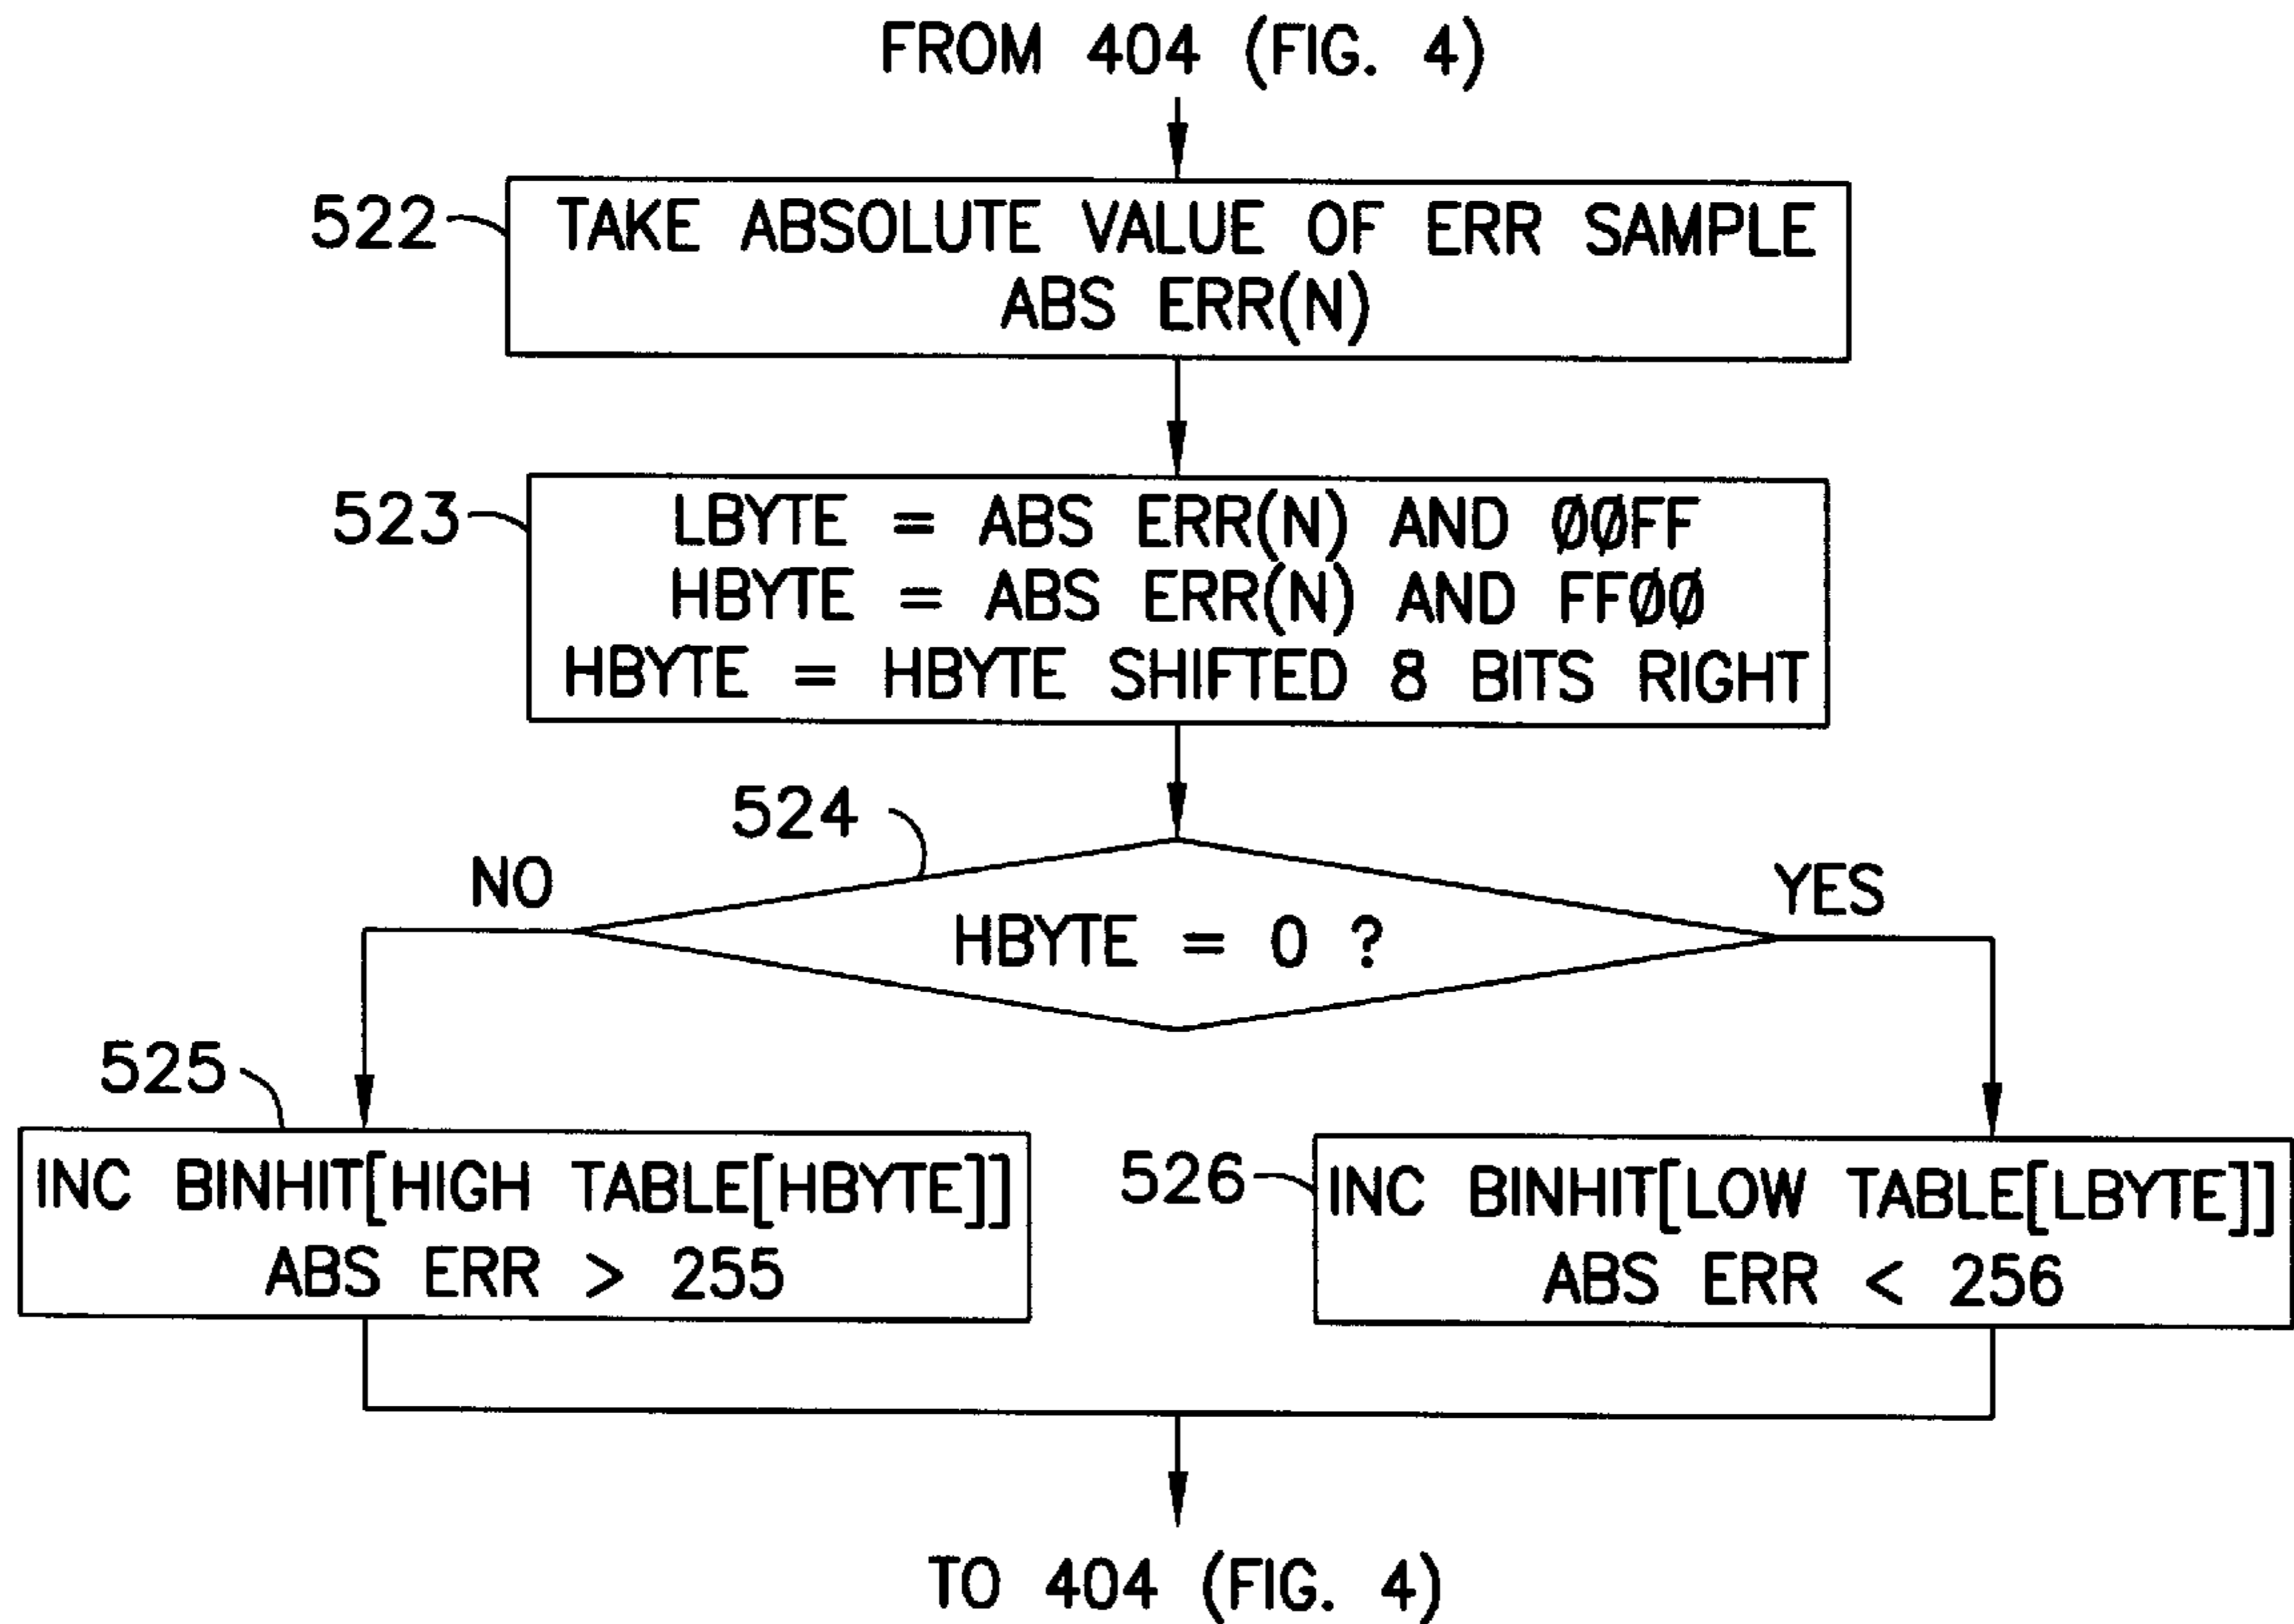 FROM 404 (FIG. 4)
522
TAKE ABSOLUTE VALUE OF ERR SAMPLE
ABS ERR(N)
523
LBYTE = ABS ERR(N) AND ØØFF
HBYTE = ABS ERR(N) AND FFØØ
HBYTE = HBYTE SHIFTED 8 BITS RIGHT
524
NO
YES
HBYTE = 0 ?
525
INC BINHIT[HIGH TABLE[HBYTE]]
ABS ERR > 255
526
INC BINHIT[LOW TABLE[LBYTE]]
ABS ERR < 256
TO 404 (FIG. 4)